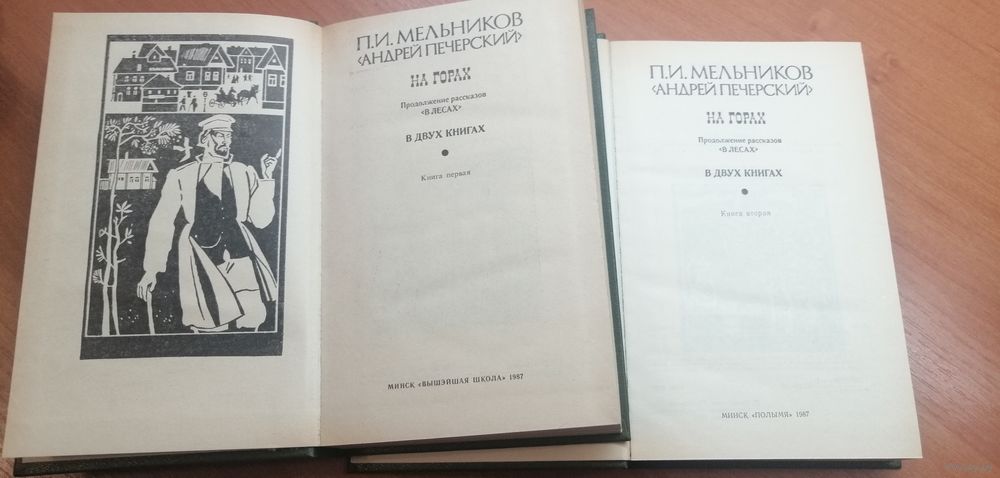 П.И. МЕЛЬНИКОВ
‹АНДРЕЙ ПЕЧЕРСКИЙ›
НА ГОРАХ
Продолжение рассказов
«В ЛЕСАХ»
В ДВУХ КНИГАХ
●
Книга первая
МИНСК «ВЫШЭЙШАЯ ШКОЛА» 1987
П.И. МЕЛЬНИКОВ
‹АНДРЕЙ ПЕЧЕРСКИЙ›
НА ГОРАХ
Продолжение рассказов
«В ЛЕСАХ»
В ДВУХ КНИГАХ
●
Книга вторая
МИНСК «ПОЛЫМЯ» 1987